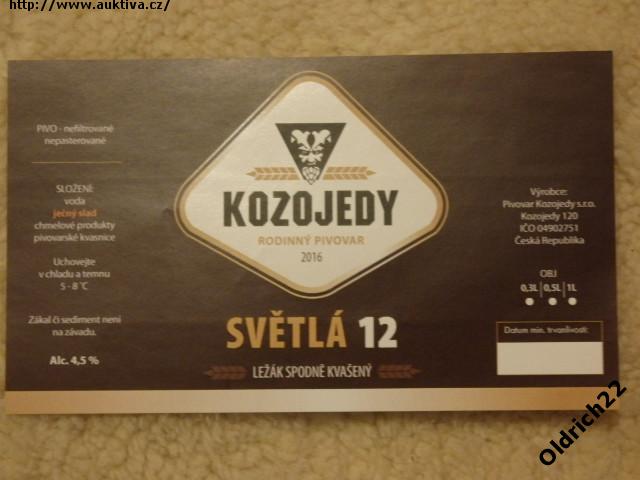 http://www.auktiva.cz/
PIVO - nefiltrované
nepasterované
SLOŽENÍ:
voda
ječný slad
chmelové produkty
pivovarské kvasnice
Uchovejte
v chladu a temnu
5 - 8 °C
Zákal či sediment není
na závadu.
Alc. 4,5 %
KOZOJEDY
RODINNÝ PIVOVAR
2016
SVĚTLÁ 12
LEŽÁK SPODNĚ KVAŠENÝ
Výrobce:
Pivovar Kozojedy s.r.o.
Kozojedy 120
IČO 04902751
Česká Republika
OBJ
0,3L | 0,5L | 1L
Datum min. trvanlivosti:
Oldrich22